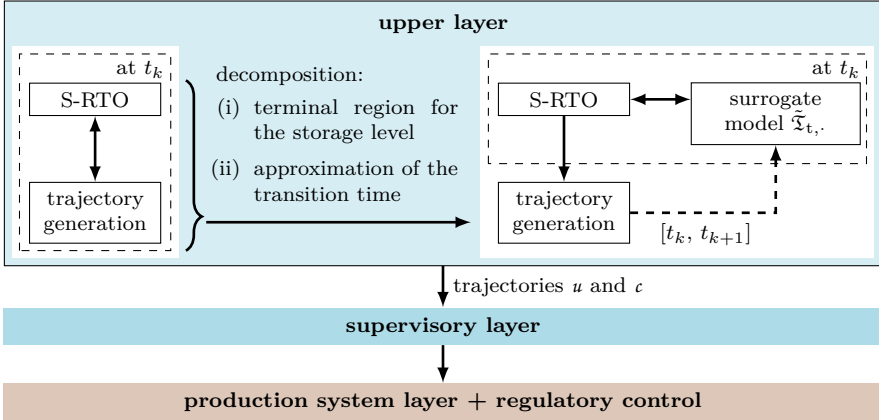 upper layer
at t_k
S-RTO
trajectory
generation
decomposition:
(i) terminal region for
the storage level
(ii) approximation of the
transition time
at t_k
S-RTO
surrogate
model \tilde{𝔗}_{t,·}
trajectory
generation
[t_k, t_{k+1}]
trajectories 𝓊 and 𝒸
supervisory layer
production system layer + regulatory control